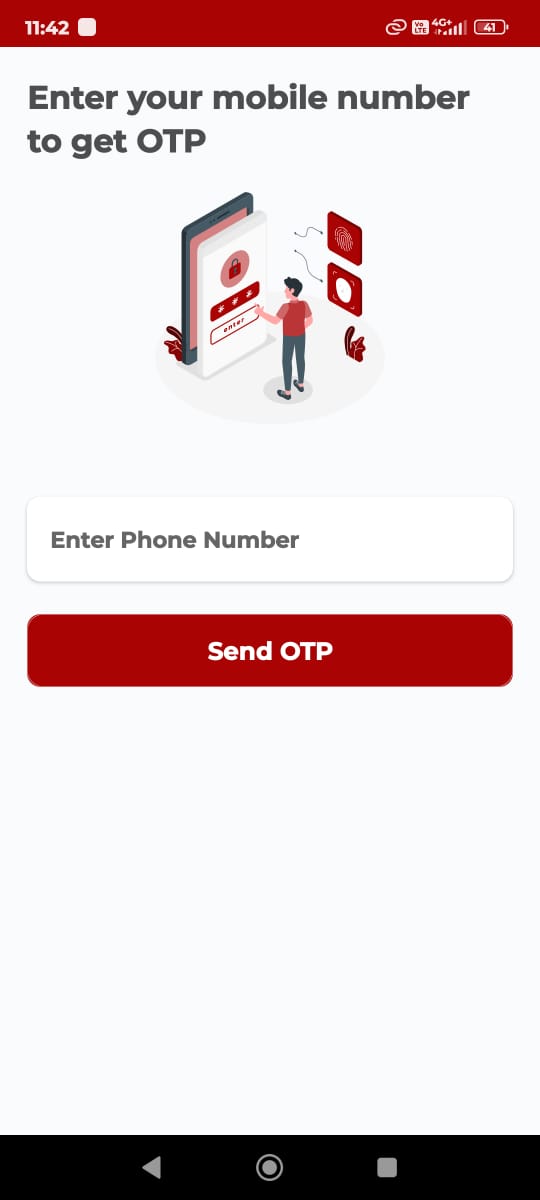 11:42
Vo LTE 4G+ 41
Enter your mobile number
to get OTP
* * *
enter
Enter Phone Number
Send OTP